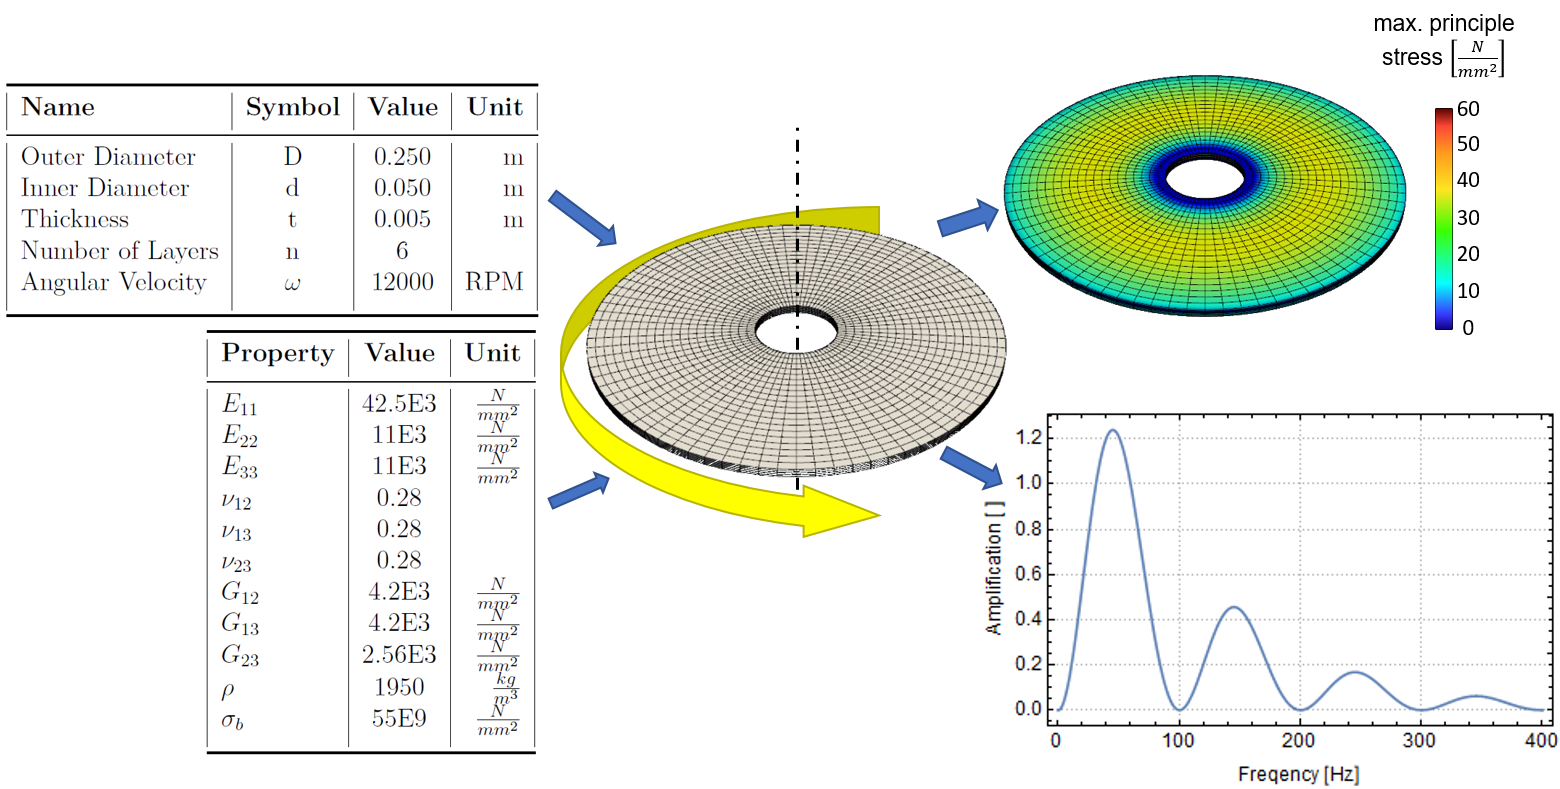 Name Symbol Value Unit
Outer Diameter D 0.250 m
Inner Diameter d 0.050 m
Thickness t 0.005 m
Number of Layers n 6
Angular Velocity ω 12000 RPM
Property Value Unit
E11 42.5E3 N/mm²
E22 11E3 N/mm²
E33 11E3 N/mm²
ν12 0.28
ν13 0.28
ν23 0.28
G12 4.2E3 N/mm²
G13 4.2E3 N/mm²
G23 2.56E3 N/mm²
ρ 1950 kg/m³
σb 55E9 N/mm²
max. principle
stress [N/mm²]
60
50
40
30
20
10
0
Amplification [ ]
1.2
1.0
0.8
0.6
0.4
0.2
0.0
0 100 200 300 400
Freqency [Hz]